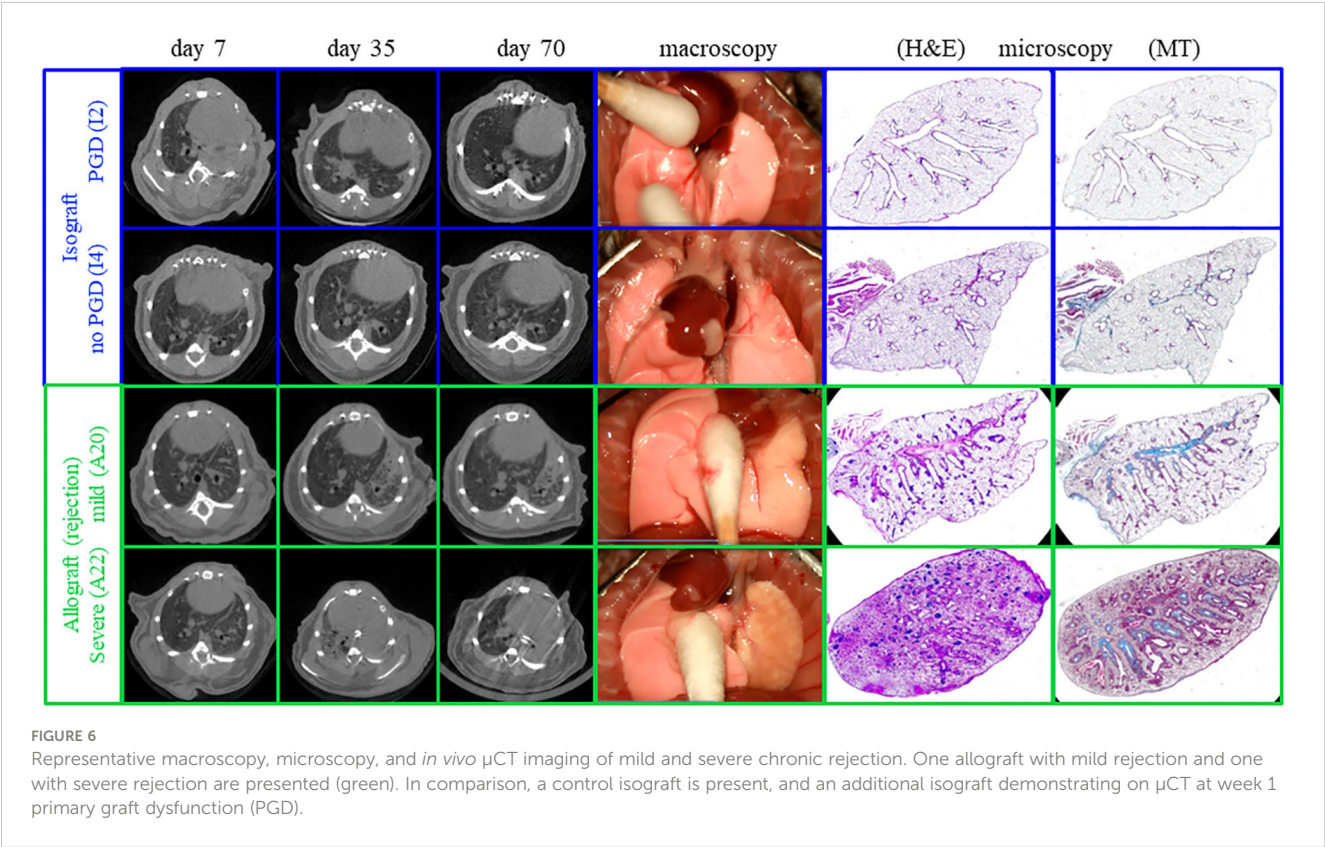 day 7 day 35 day 70 macroscopy (H&E) microscopy (MT)
Isograft
PGD (I2)
no PGD (I4)
Allograft (rejection)
mild (A20)
Severe (A22)
FIGURE 6
Representative macroscopy, microscopy, and in vivo µCT imaging of mild and severe chronic rejection. One allograft with mild rejection and one
with severe rejection are presented (green). In comparison, a control isograft is present, and an additional isograft demonstrating on µCT at week 1
primary graft dysfunction (PGD).